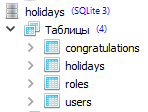 holidays (SQLite 3)
Таблицы (4)
congratulations
holidays
roles
users